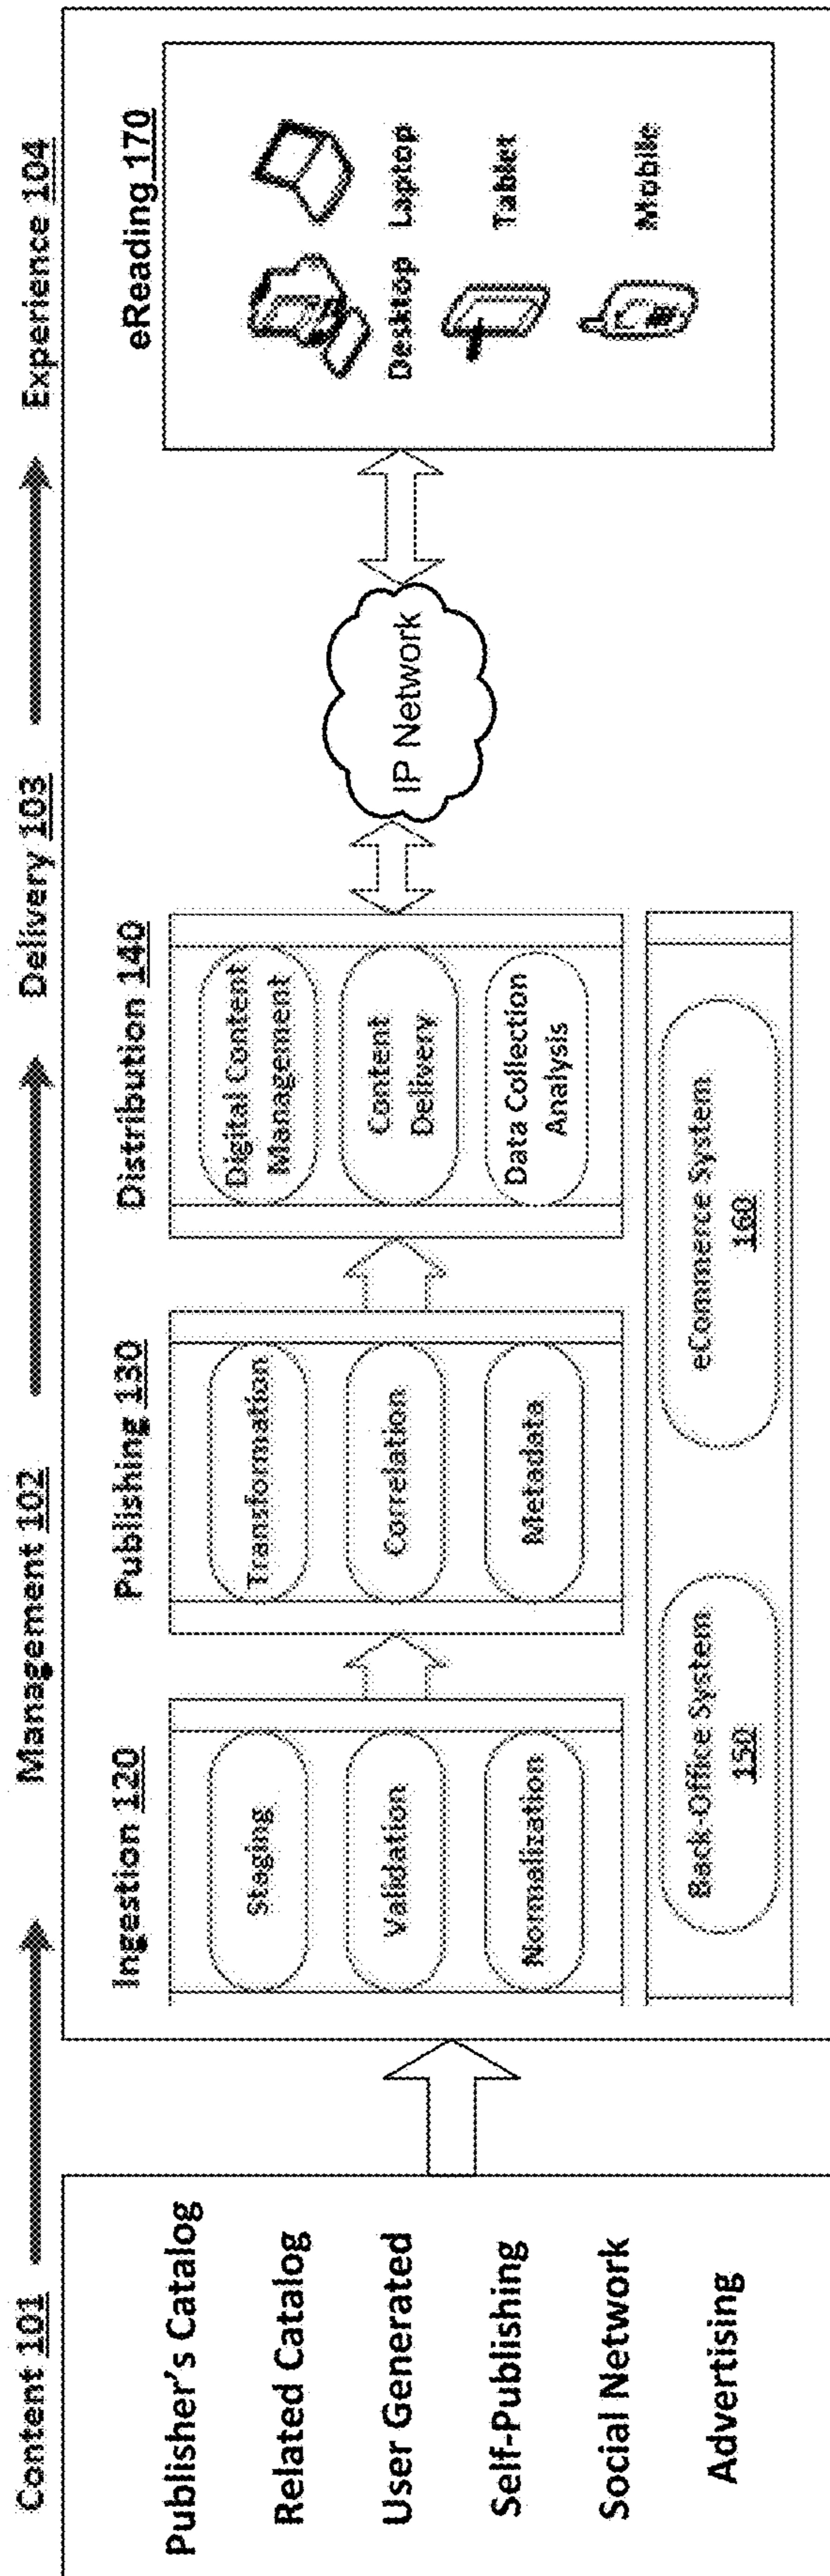 Content 101
Management 102
Delivery 103
Experience 104
Publisher's Catalog
Related Catalog
User Generated
Self-Publishing
Social Network
Advertising
Ingestion 120
Staging
Validation
Normalization
Publishing 130
Transformation
Correlation
Metadata
Distribution 140
Digital Content
Management
Content
Delivery
Data Collection
Analysis
Back-Office System
150
eCommerce System
160
IP Network
eReading 170
Desktop
Laptop
Tablet
Mobile